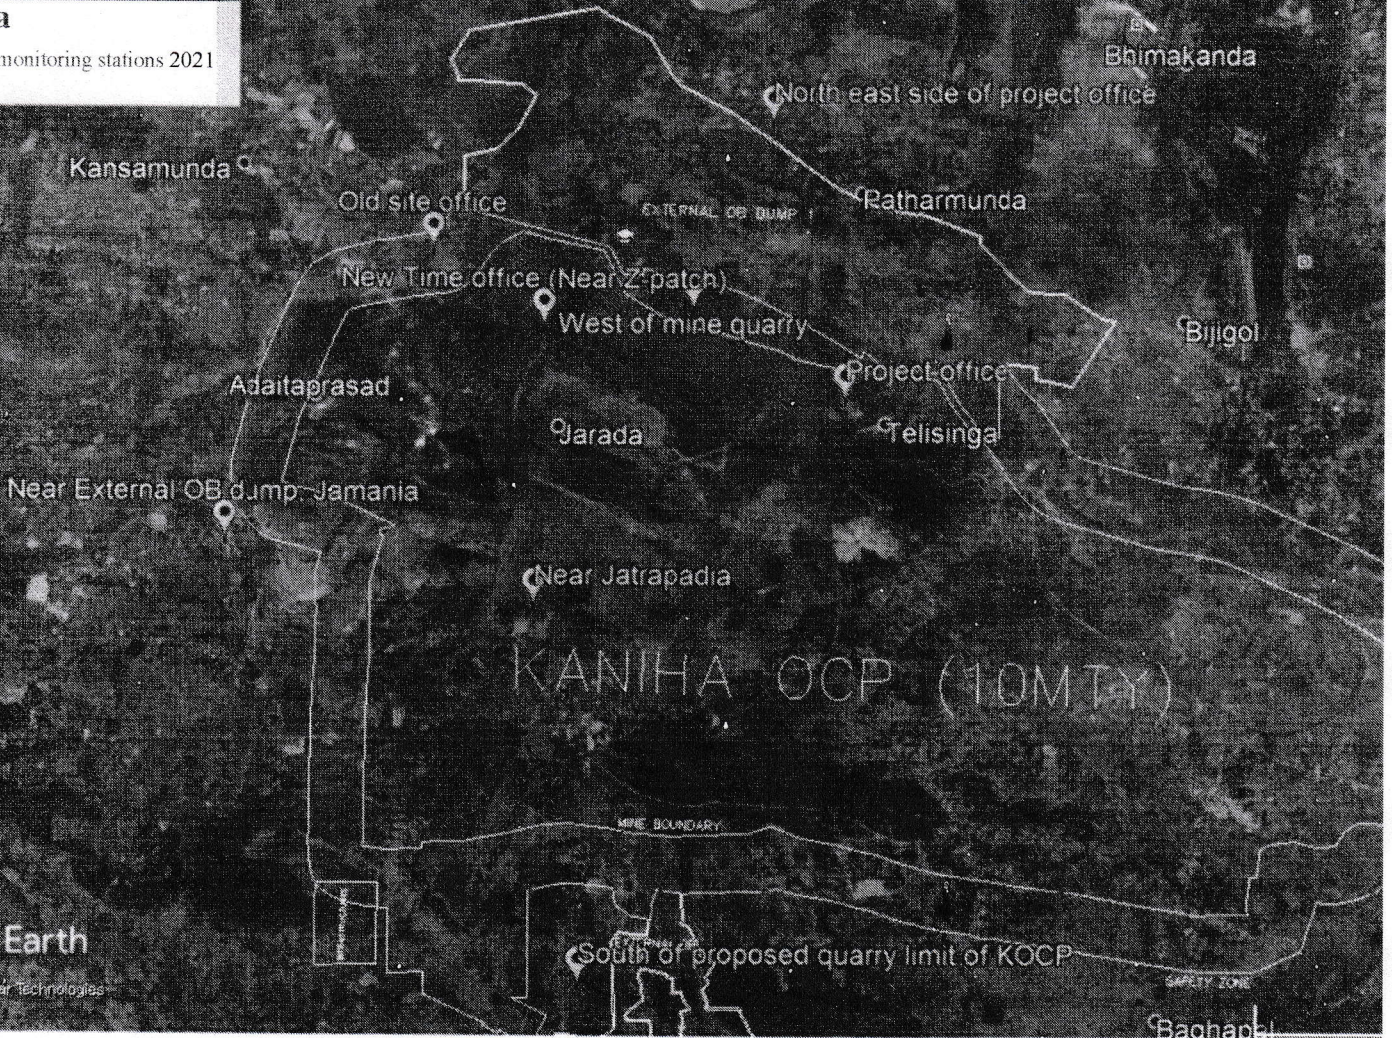 a
monitoring stations 2021
Bhimakanda
North east side of project office
Kansamunda
Old site office
Ratharmunda
EXTERNAL OB DUMP 1
New Time office (Near Z-patch)
West of mine quarry
Bijigol
Project office
Adaitaprasad
Jarada
Telisinga
Near External OB dump, Jamania
Near Jatrapadia
KANIHA OCP (10MTY)
MINE BOUNDARY
Earth
South of proposed quarry limit of KOCP
Technologies
SAFETY ZONE
Baghapal